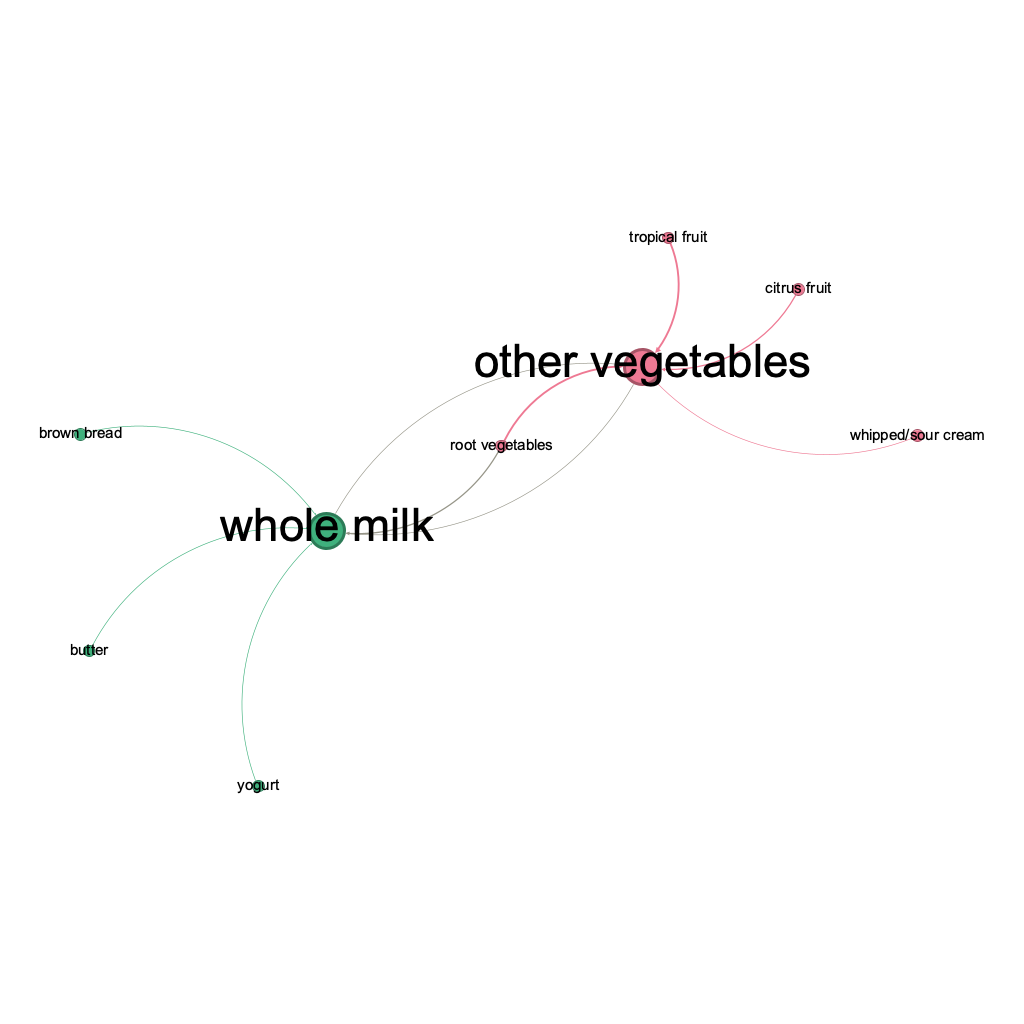 tropical fruit
citrus fruit
other vegetables
brown bread
root vegetables
whipped/sour cream
whole milk
butter
yogurt